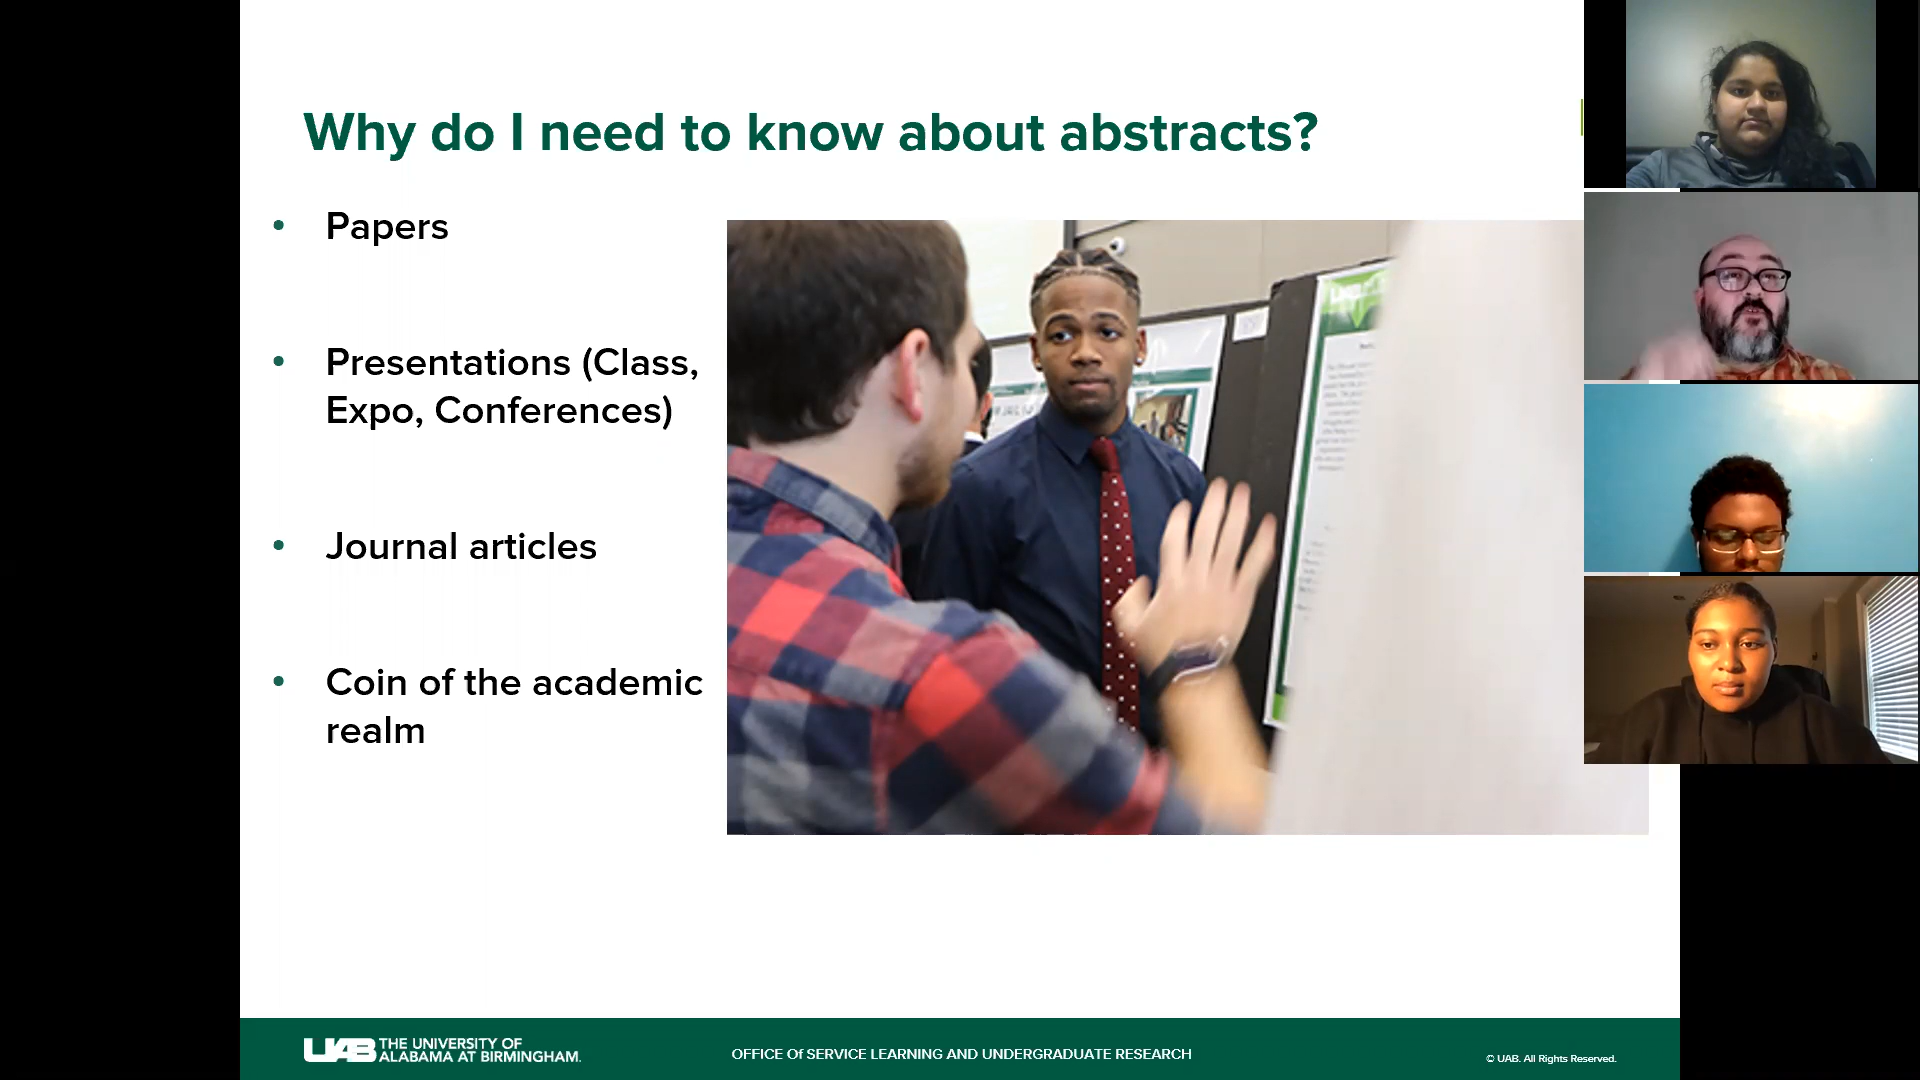 Why do I need to know about abstracts?
• Papers
• Presentations (Class,
Expo, Conferences)
• Journal articles
• Coin of the academic
realm
UAB THE UNIVERSITY OF
ALABAMA AT BIRMINGHAM.
OFFICE Of SERVICE LEARNING AND UNDERGRADUATE RESEARCH
© UAB. All Rights Reserved.